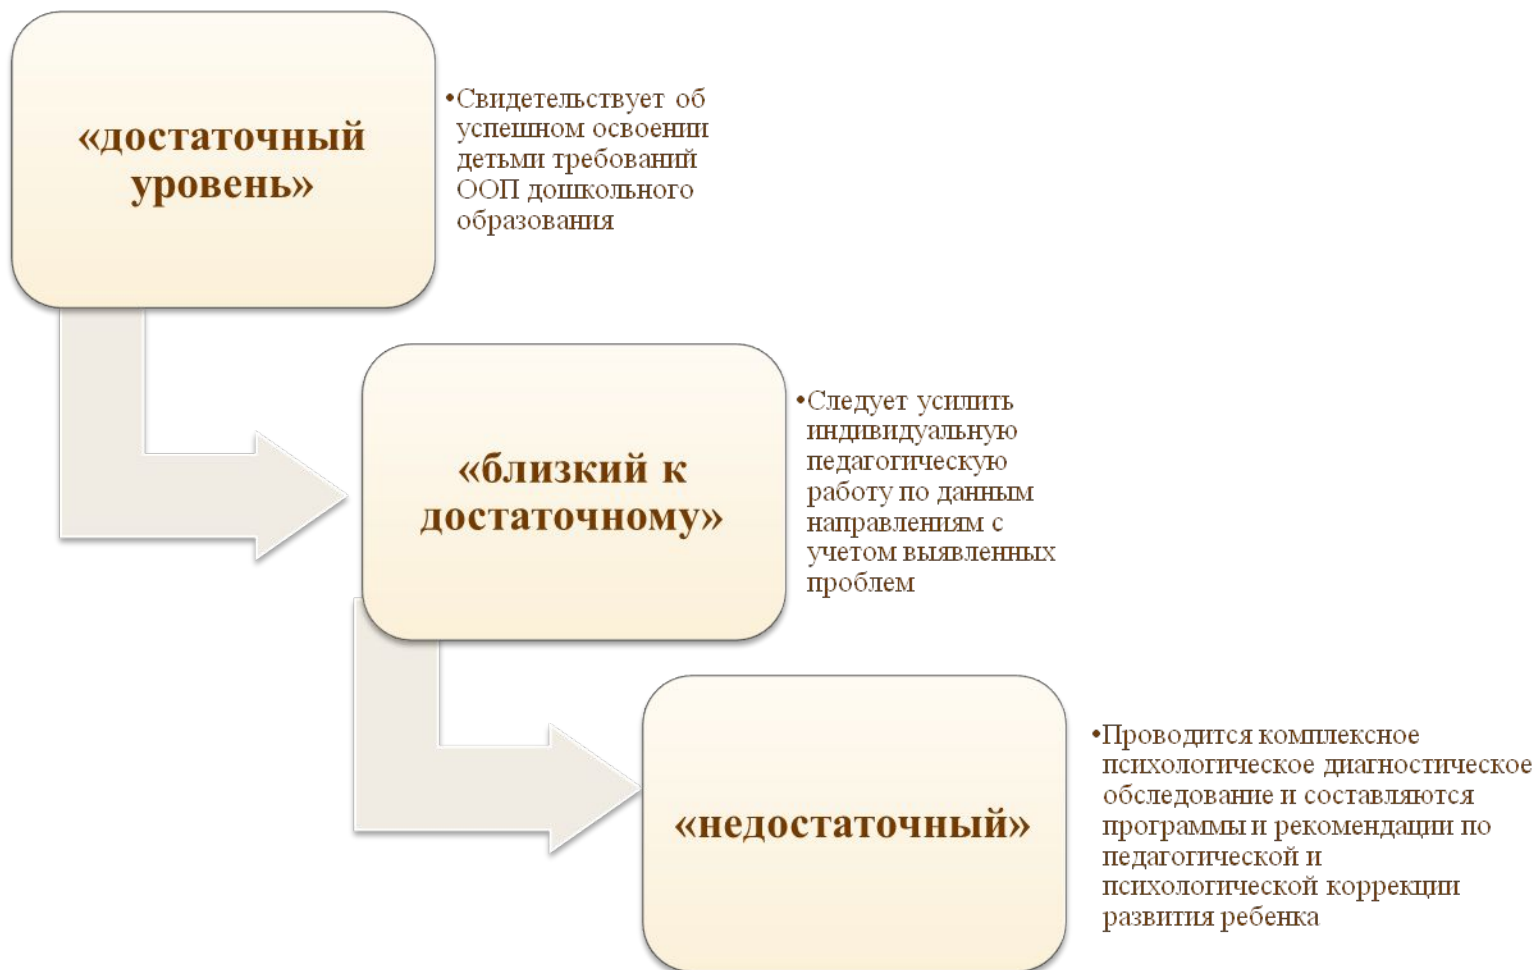 «достаточный
уровень»
•Свидетельствует об
успешном освоении
детьми требований
ООП дошкольного
образования
«близкий к
достаточному»
•Следует усилить
индивидуальную
педагогическую
работу по данным
направлениям с
учетом выявленных
проблем
«недостаточный»
•Проводится комплексное
психологическое диагностическое
обследование и составляются
программы и рекомендации по
педагогической и
психологической коррекции
развития ребенка